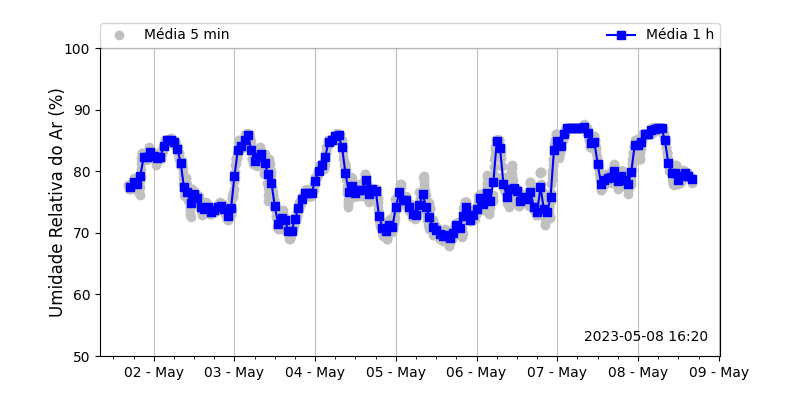 Média 5 min
Média 1 h
Umidade Relativa do Ar (%)
100
90
80
70
60
50
2023-05-08 16:20
02 - May
03 - May
04 - May
05 - May
06 - May
07 - May
08 - May
09 - May